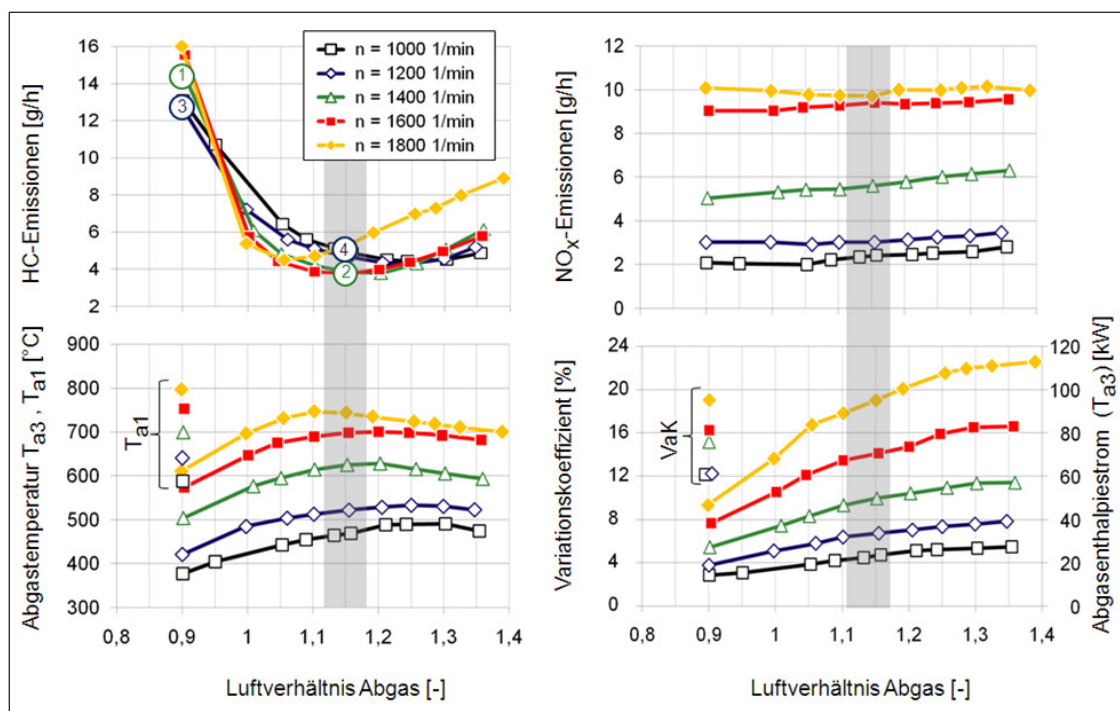 HC-Emissionen [g/h]
16
14
12
10
8
6
4
2
1
3
4
2
n = 1000 1/min
n = 1200 1/min
n = 1400 1/min
n = 1600 1/min
n = 1800 1/min
NOx-Emissionen [g/h]
12
10
8
6
4
2
0
Abgastemperatur Ta3 , Ta1 [°C]
900
800
700
600
500
400
300
Ta1
0,8 0,9 1 1,1 1,2 1,3 1,4
Luftverhältnis Abgas [-]
Variationskoeffizient [%]
24
20
16
12
8
4
0
VaK
120
100
80
60
40
20
0
Abgasenthalpiestrom (Ta3) [kW]
0,8 0,9 1 1,1 1,2 1,3 1,4
Luftverhältnis Abgas [-]